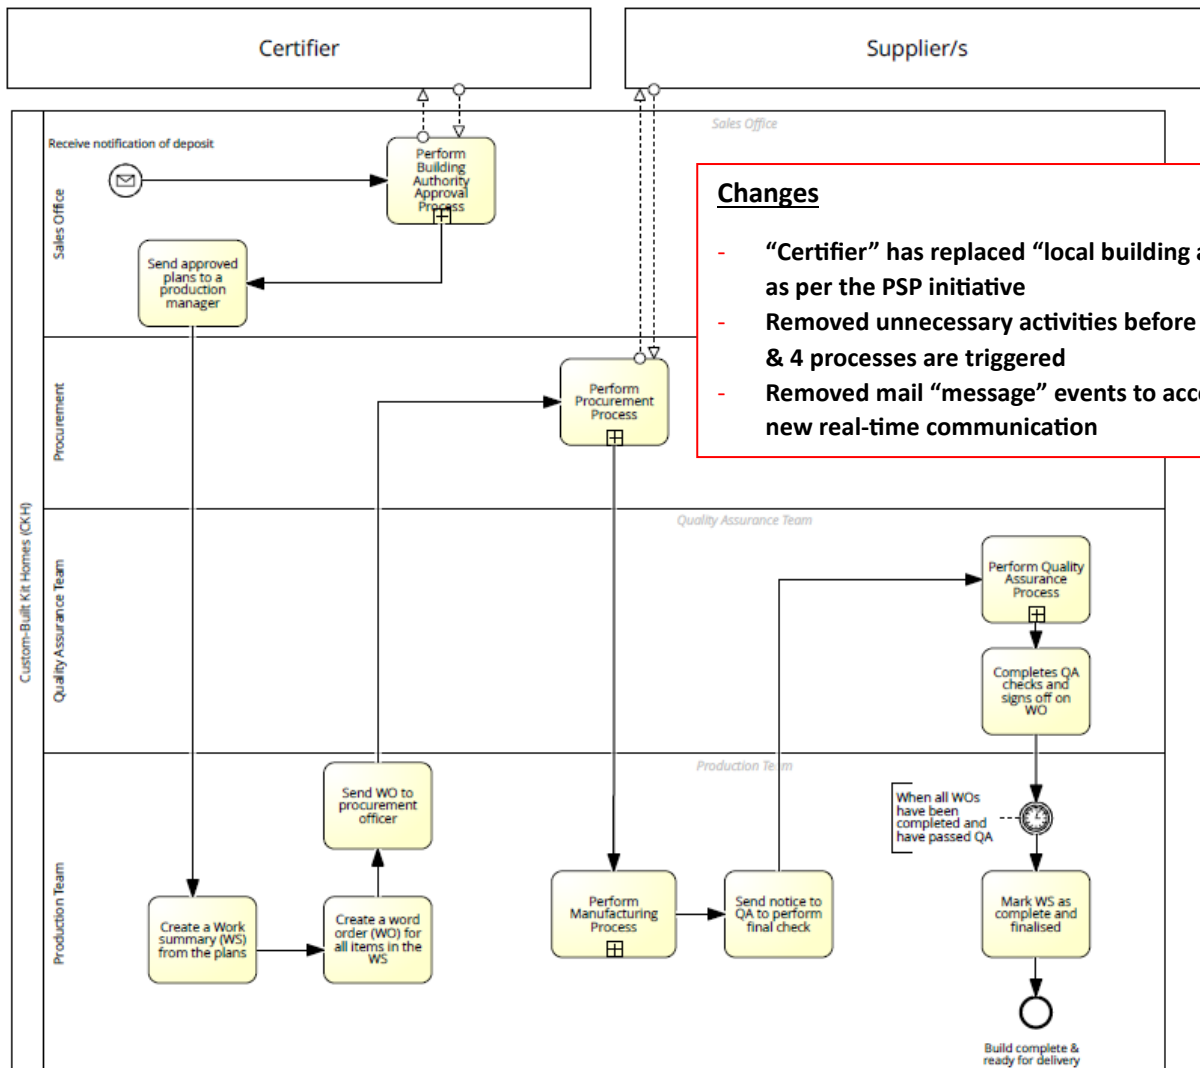 Certifier
Supplier/s
Sales Office
Receive notification of deposit
Perform
Building
Authority
Approval
Process
Sales Office
Send approved
plans to a
production
manager
Changes
- "Certifier" has replaced "local building a
as per the PSP initiative
- Removed unnecessary activities before
& 4 processes are triggered
- Removed mail "message" events to acc
new real-time communication
Procurement
Perform
Procurement
Process
Custom-Built Kit Homes (CKH)
Quality Assurance Team
Quality Assurance Team
Perform Quality
Assurance
Process
Completes QA
checks and
signs off on
WO
Production Team
Production Team
Send WO to
procurement
officer
When all WOs
have been
completed and
have passed QA
Create a Work
summary (WS)
from the plans
Create a word
order (WO) for
all items in the
WS
Perform
Manufacturing
Process
Send notice to
QA to perform
final check
Mark WS as
complete and
finalised
Build complete &
ready for delivery